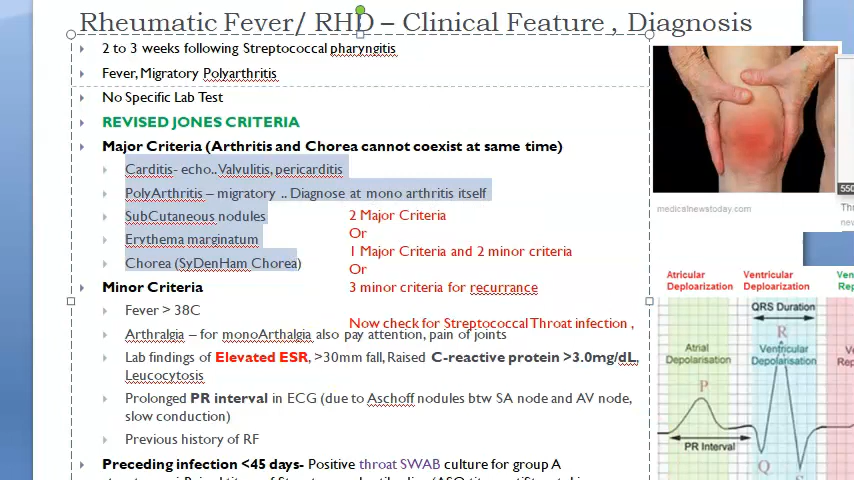 Rheumatic Fever/ RHD – Clinical Feature , Diagnosis
2 to 3 weeks following Streptococcal pharyngitis
Fever, Migratory Polyarthritis
No Specific Lab Test
REVISED JONES CRITERIA
Major Criteria (Arthritis and Chorea cannot coexist at same time)
Carditis- echo.. Valvulitis, pericarditis
PolyArthritis – migratory .. Diagnose at mono arthritis itself
SubCutaneous nodules
Erythema marginatum
Chorea (SyDenHam Chorea)
2 Major Criteria
Or
1 Major Criteria and 2 minor criteria
Or
3 minor criteria for recurrance
Now check for Streptococcal Throat infection ,
Minor Criteria
Fever > 38C
Arthralgia – for monoArthalgia also pay attention, pain of joints
Lab findings of Elevated ESR, >30mm fall, Raised C-reactive protein >3.0mg/dL,
Leucocytosis
Prolonged PR interval in ECG (due to Aschoff nodules btw SA node and AV node,
slow conduction)
Previous history of RF
Preceding infection <45 days- Positive throat SWAB culture for group A
medicalnewstoday.com
550
Th
Atricular
Deploarization
Ventricular
Deploarization
QRS Duration
R
Atrial
Depolarisation
Ventricular
Depolarisation
P
PR Interval
Q